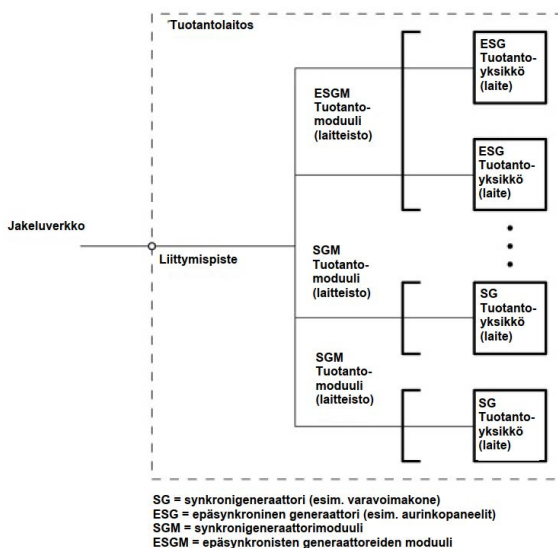 Tuotantolaitos
ESG
Tuotanto-
yksikkö
(laite)
ESGM
Tuotanto-
moduuli
(laitteisto)
ESG
Tuotanto-
yksikkö
(laite)
Jakeluverkko
Liittymispiste
SGM
Tuotanto-
moduuli
(laitteisto)
SG
Tuotanto-
yksikkö
(laite)
SGM
Tuotanto-
moduuli
(laitteisto)
SG
Tuotanto-
yksikkö
(laite)
SG = synkronigeneraattori (esim. varavoimakone)
ESG = epäsynkroninen generaattori (esim. aurinkopaneelit)
SGM = synkronigeneraattorimoduuli
ESGM = epäsynkronisten generaattoreiden moduuli